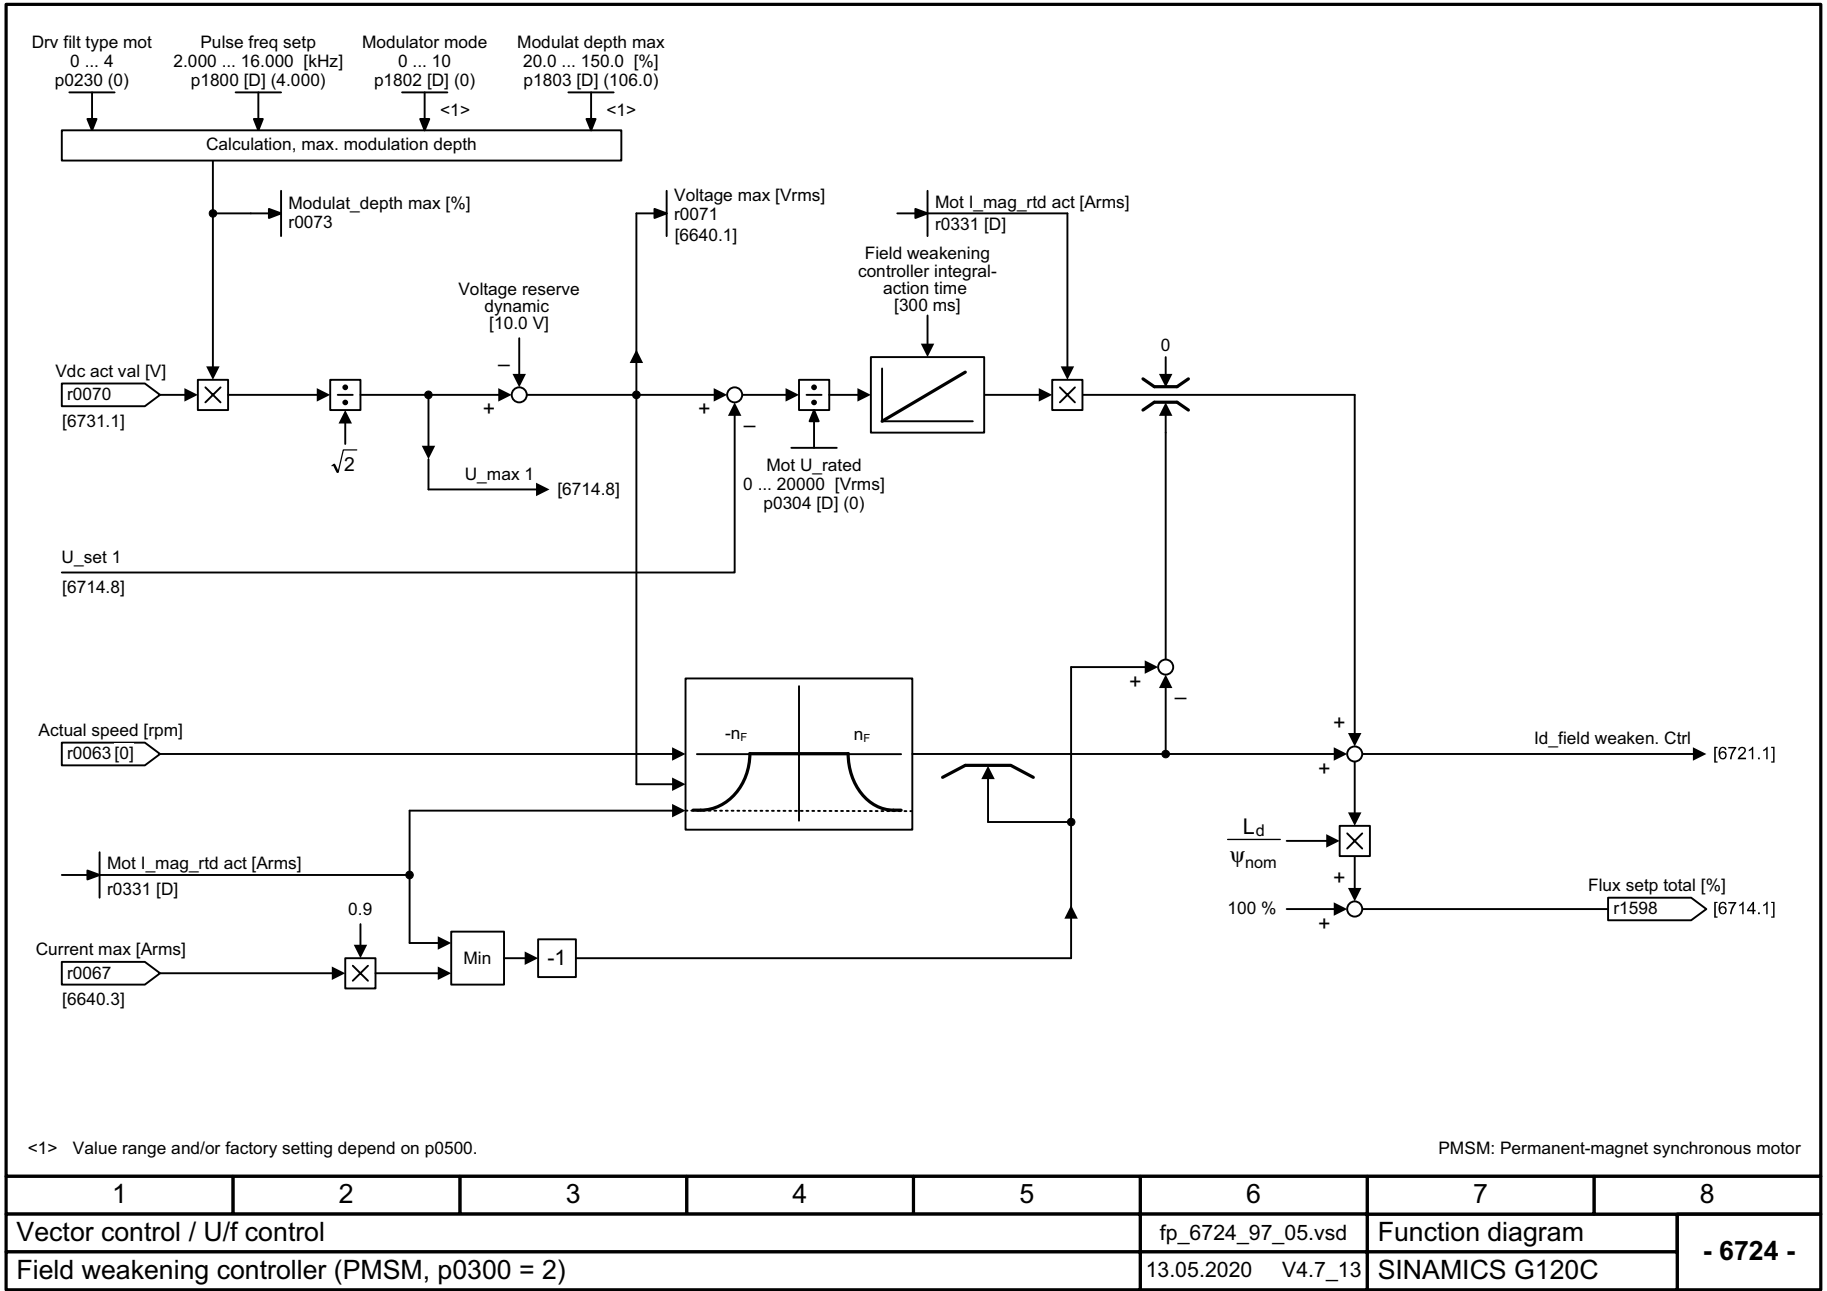 Drv filt type mot
0 ... 4
p0230 (0)
Pulse freq setp
2.000 ... 16.000 [kHz]
p1800 [D] (4.000)
Modulator mode
0 ... 10
p1802 [D] (0)
<1>
Modulat depth max
20.0 ... 150.0 [%]
p1803 [D] (106.0)
<1>
Calculation, max. modulation depth
Modulat_depth max [%]
r0073
Voltage max [Vrms]
r0071
[6640.1]
Mot I_mag_rtd act [Arms]
r0331 [D]
Field weakening
controller integral-
action time
[300 ms]
Voltage reserve
dynamic
[10.0 V]
–
0
Vdc act val [V]
r0070
[6731.1]
×
÷
√2
+
+
–
÷
×
U_max 1
[6714.8]
Mot U_rated
0 ... 20000 [Vrms]
p0304 [D] (0)
U_set 1
[6714.8]
+
–
Actual speed [rpm]
r0063 [0]
-nF
nF
+
+
Id_field weaken. Ctrl
[6721.1]
Ld
ψnom
×
Mot I_mag_rtd act [Arms]
r0331 [D]
+
100 %
+
Flux setp total [%]
r1598
[6714.1]
0.9
Current max [Arms]
r0067
[6640.3]
×
Min
-1
<1> Value range and/or factory setting depend on p0500.
PMSM: Permanent-magnet synchronous motor
1 2 3 4 5 6 7 8
Vector control / U/f control
fp_6724_97_05.vsd
Function diagram
- 6724 -
Field weakening controller (PMSM, p0300 = 2)
13.05.2020 V4.7_13
SINAMICS G120C